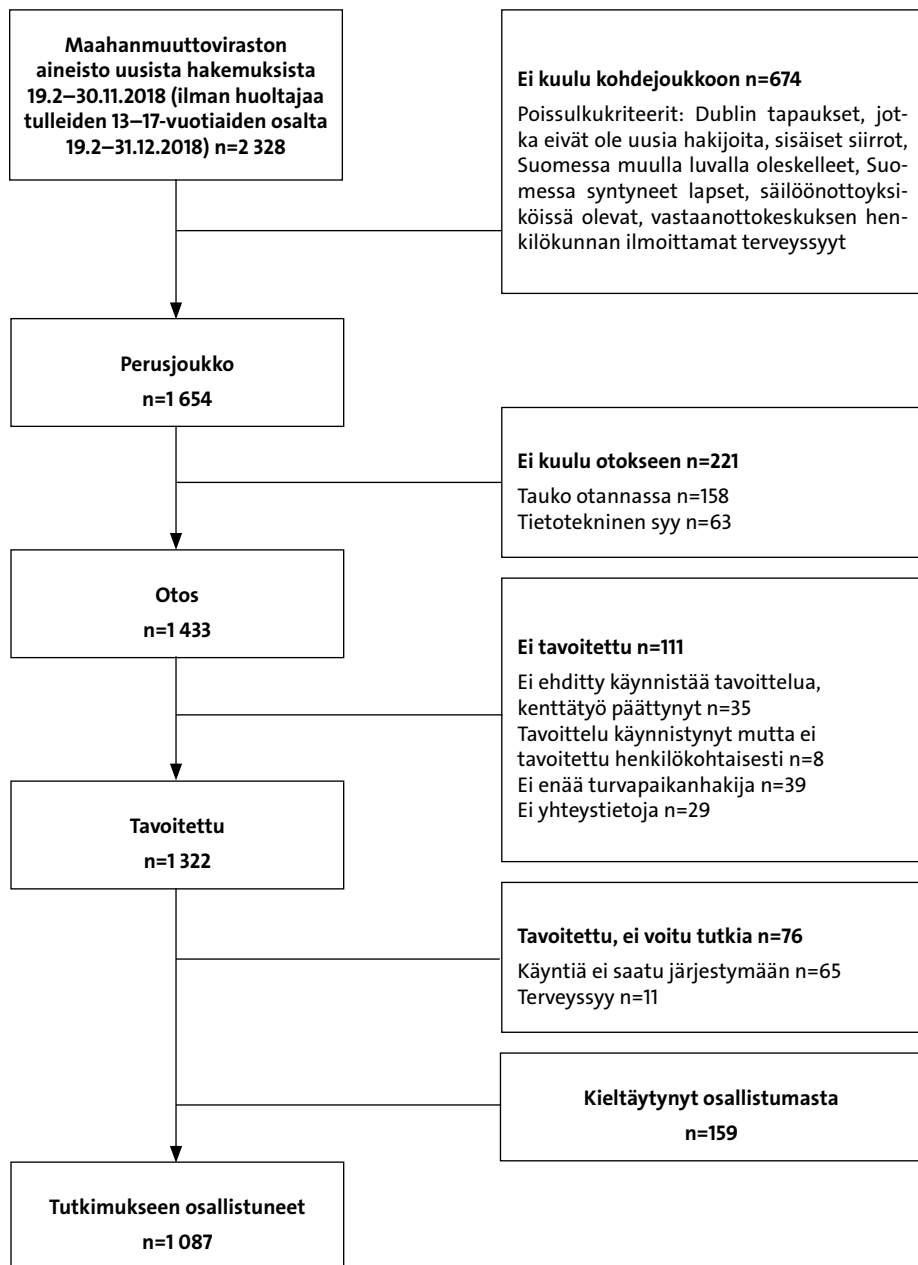 Maahanmuuttoviraston
aineisto uusista hakemuksista
19.2–30.11.2018 (ilman huoltajaa
tulleiden 13–17-vuotiaiden osalta
19.2–31.12.2018) n=2 328
Ei kuulu kohdejoukkoon n=674
Poissulkukriteerit: Dublin tapaukset, jot-
ka eivät ole uusia hakijoita, sisäiset siirrot,
Suomessa muulla luvalla oleskelleet, Suo-
messa syntyneet lapset, säilöönottoyksi-
köissä olevat, vastaanottokeskuksen hen-
kilökunnan ilmoittamat terveyssyyt
Perusjoukko
n=1 654
Ei kuulu otokseen n=221
Tauko otannassa n=158
Tietotekninen syy n=63
Otos
n=1 433
Ei tavoitettu n=111
Ei ehditty käynnistää tavoittelua,
kenttätyö päättynyt n=35
Tavoittelu käynnistynyt mutta ei
tavoitettu henkilökohtaisesti n=8
Ei enää turvapaikanhakija n=39
Ei yhteystietoja n=29
Tavoitettu
n=1 322
Tavoitettu, ei voitu tutkia n=76
Käyntiä ei saatu järjestymään n=65
Terveyssyy n=11
Kieltäytynyt osallistumasta
n=159
Tutkimukseen osallistuneet
n=1 087